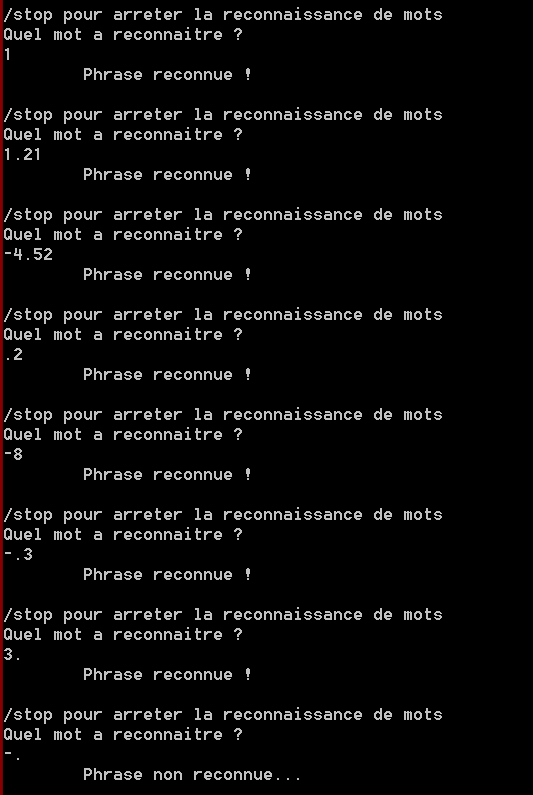 /stop pour arreter la reconnaissance de mots
Quel mot a reconnaitre ?
1
Phrase reconnue !
/stop pour arreter la reconnaissance de mots
Quel mot a reconnaitre ?
1.21
Phrase reconnue !
/stop pour arreter la reconnaissance de mots
Quel mot a reconnaitre ?
-4.52
Phrase reconnue !
/stop pour arreter la reconnaissance de mots
Quel mot a reconnaitre ?
.2
Phrase reconnue !
/stop pour arreter la reconnaissance de mots
Quel mot a reconnaitre ?
-8
Phrase reconnue !
/stop pour arreter la reconnaissance de mots
Quel mot a reconnaitre ?
-.3
Phrase reconnue !
/stop pour arreter la reconnaissance de mots
Quel mot a reconnaitre ?
3.
Phrase reconnue !
/stop pour arreter la reconnaissance de mots
Quel mot a reconnaitre ?
-.
Phrase non reconnue...